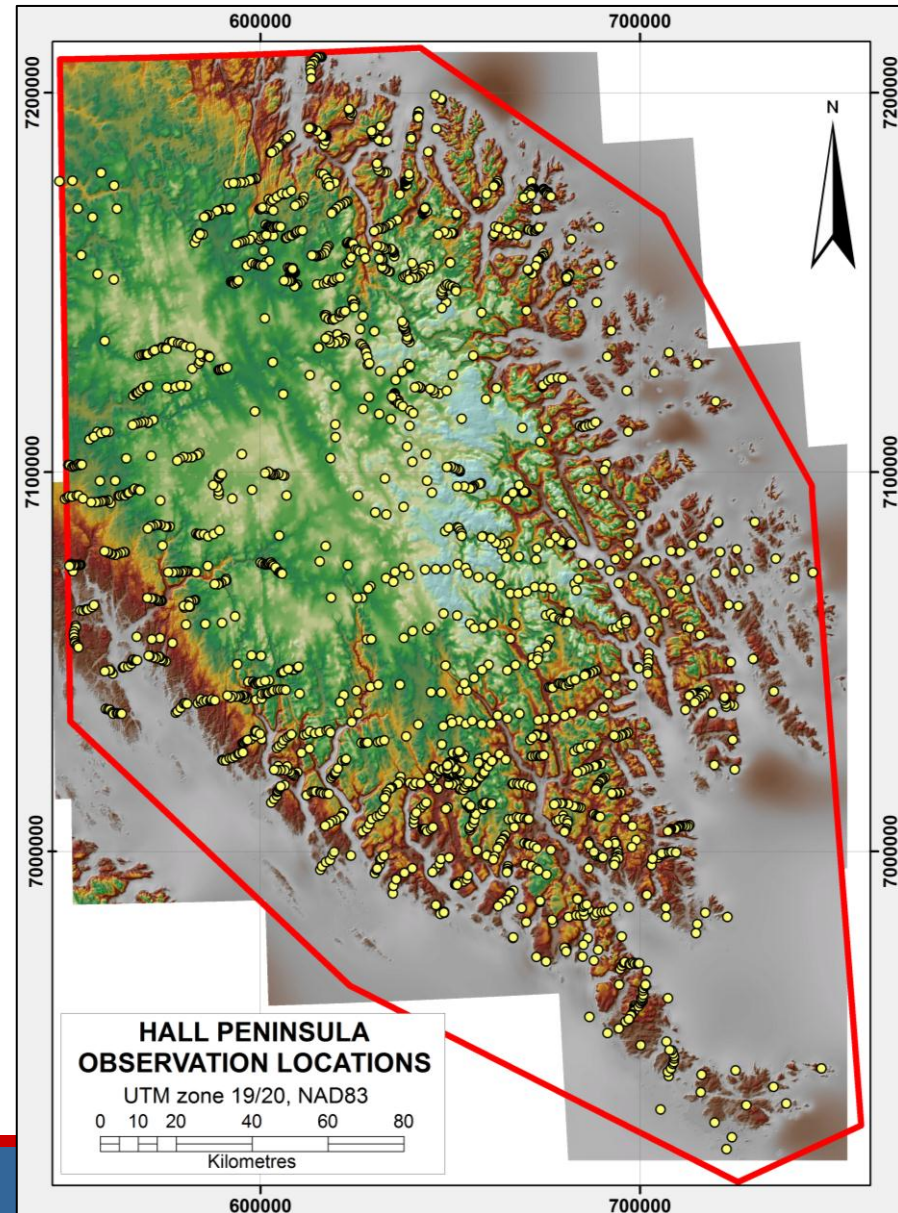 600000 700000
7200000 7200000
N
7100000 7100000
7000000 7000000
HALL PENINSULA
OBSERVATION LOCATIONS
UTM zone 19/20, NAD83
0 10 20 40 60 80
Kilometres
600000 700000